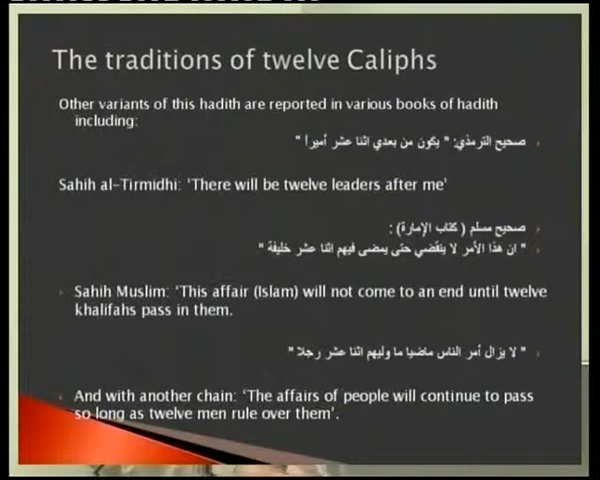 The traditions of twelve Caliphs
Other variants of this hadith are reported in various books of hadith
including:
صحيح الترمذي: " يكون من بعدي اثنا عشر أميراً "
Sahih al-Tirmidhi: 'There will be twelve leaders after me'
صحيح مسلم ( كتاب الإمارة) :
" ان هذا الأمر لا ينقضي حتى يمضى فيهم اثنا عشر خليفة "
Sahih Muslim: 'This affair (Islam) will not come to an end until twelve
khalifahs pass in them.
" لا يزال أمر الناس ماضيا ما وليهم اثنا عشر رجلا "
And with another chain: 'The affairs of people will continue to pass
so long as twelve men rule over them'.